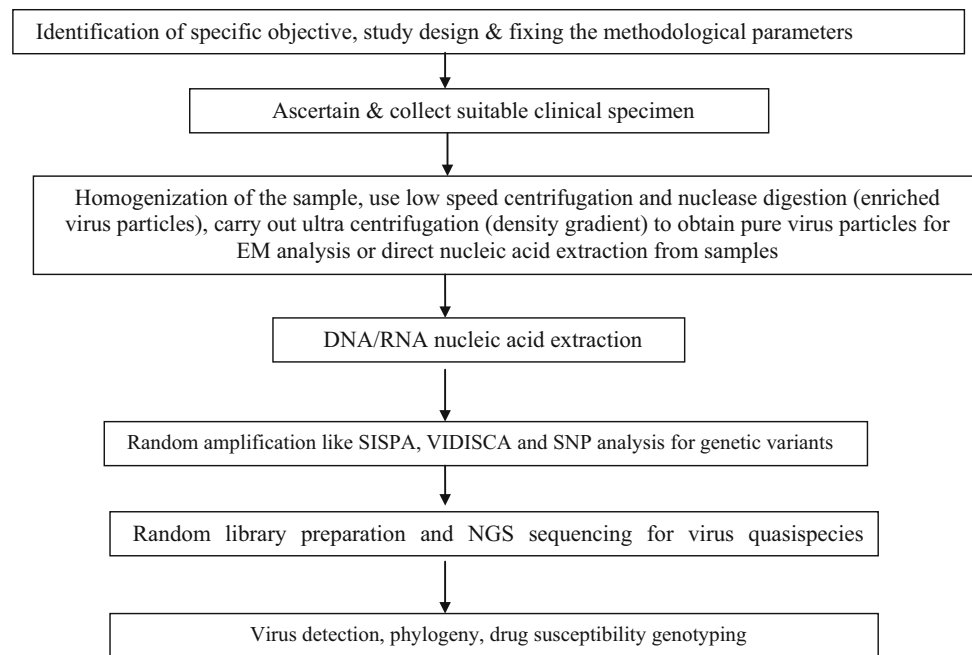 Identification of specific objective, study design & fixing the methodological parameters
Ascertain & collect suitable clinical specimen
Homogenization of the sample, use low speed centrifugation and nuclease digestion (enriched
virus particles), carry out ultra centrifugation (density gradient) to obtain pure virus particles for
EM analysis or direct nucleic acid extraction from samples
DNA/RNA nucleic acid extraction
Random amplification like SISPA, VIDISCA and SNP analysis for genetic variants
Random library preparation and NGS sequencing for virus quasispecies
Virus detection, phylogeny, drug susceptibility genotyping